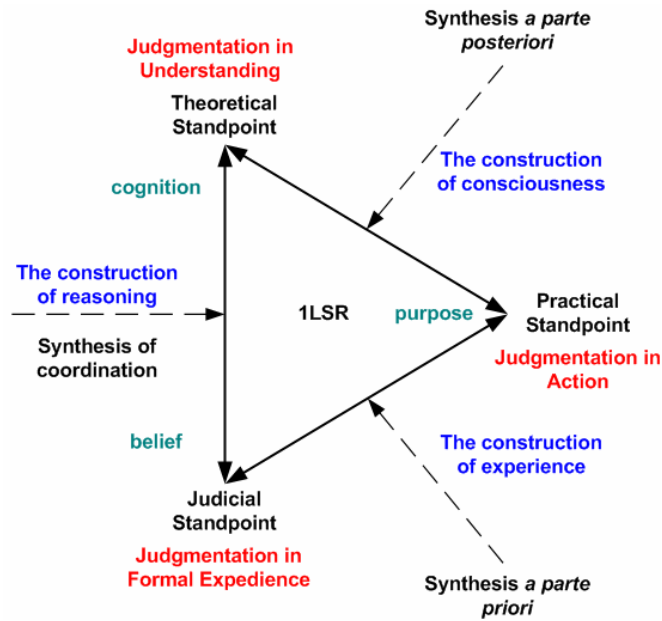 Synthesis a parte
posteriori
Judgmentation in
Understanding
Theoretical
Standpoint
The construction
of consciousness
cognition
The construction
of reasoning
1LSR
purpose
Practical
Standpoint
Synthesis of
coordination
Judgmentation in
Action
belief
The construction
of experience
Judicial
Standpoint
Judgmentation in
Formal Expedience
Synthesis a parte
priori